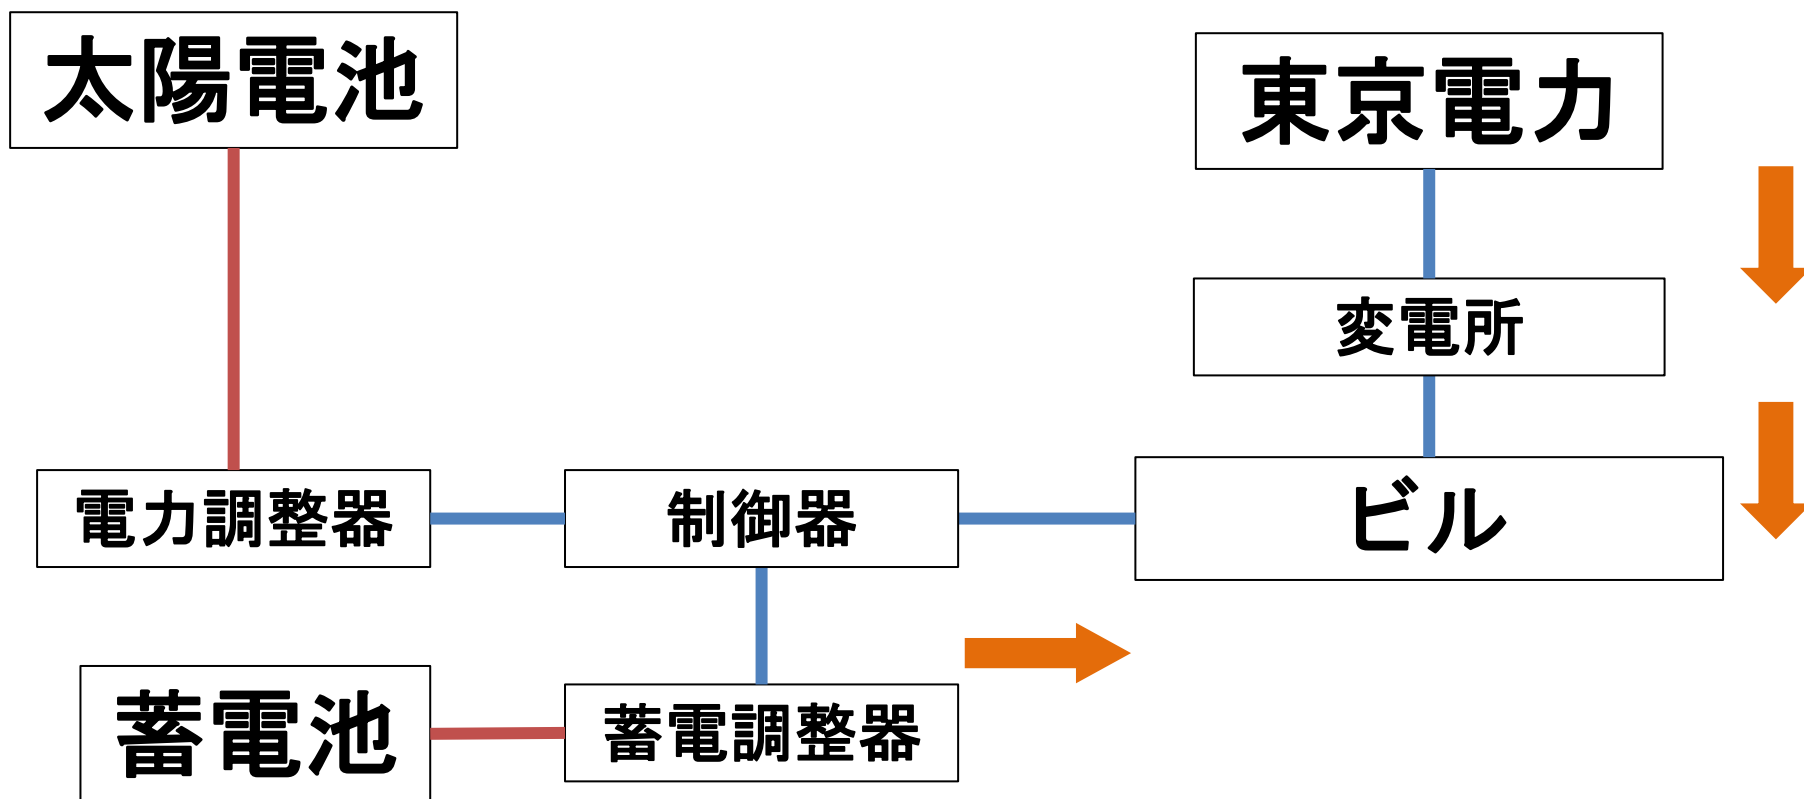 太陽電池
東京電力
変電所
電力調整器
制御器
ビル
蓄電池
蓄電調整器